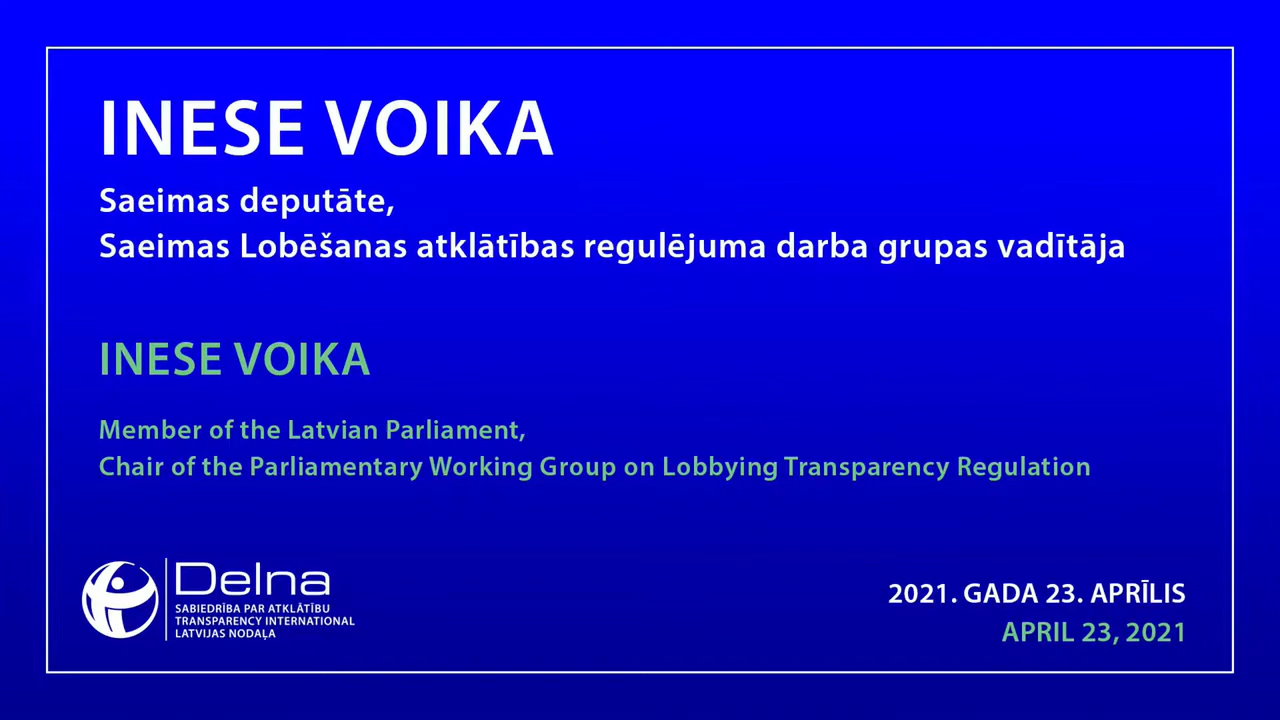 INESE VOIKA
Saeimas deputāte,
Saeimas Lobēšanas atklātības regulējuma darba grupas vadītāja
INESE VOIKA
Member of the Latvian Parliament,
Chair of the Parliamentary Working Group on Lobbying Transparency Regulation
Delna
SABIEDRĪBA PAR ATKLĀTĪBU
TRANSPARENCY INTERNATIONAL
LATVIJAS NODAĻA
2021. GADA 23. APRĪLIS
APRIL 23, 2021